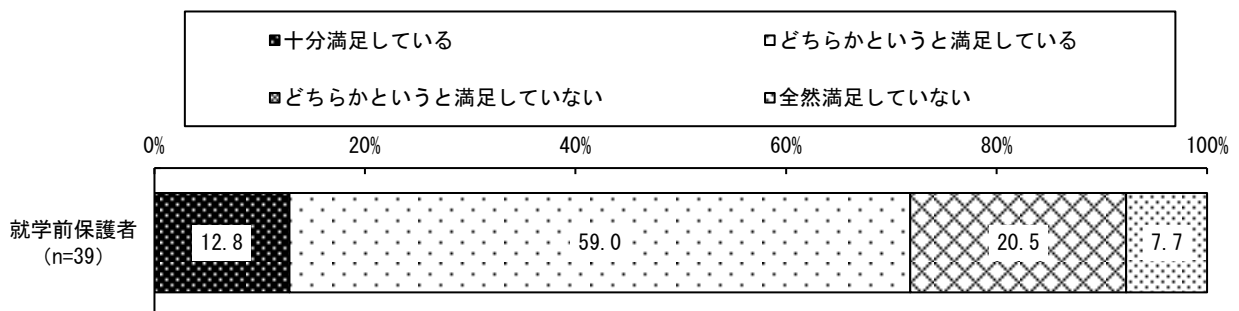 十分満足している
どちらかというと満足している
どちらかというと満足していない
全然満足していない
0%
20%
40%
60%
80%
100%
就学前保護者
(n=39)
12.8
59.0
20.5
7.7